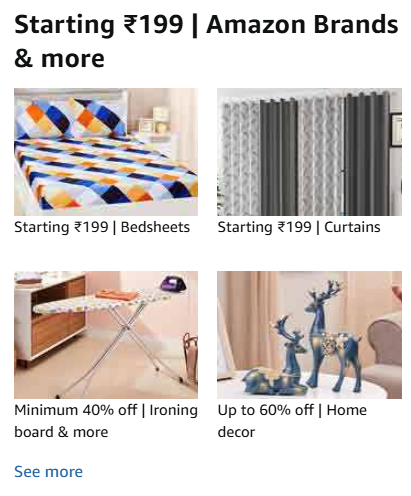 Starting ₹199 | Amazon Brands
& more
Starting ₹199 | Bedsheets
Starting ₹199 | Curtains
Minimum 40% off | Ironing
board & more
Up to 60% off | Home
decor
See more